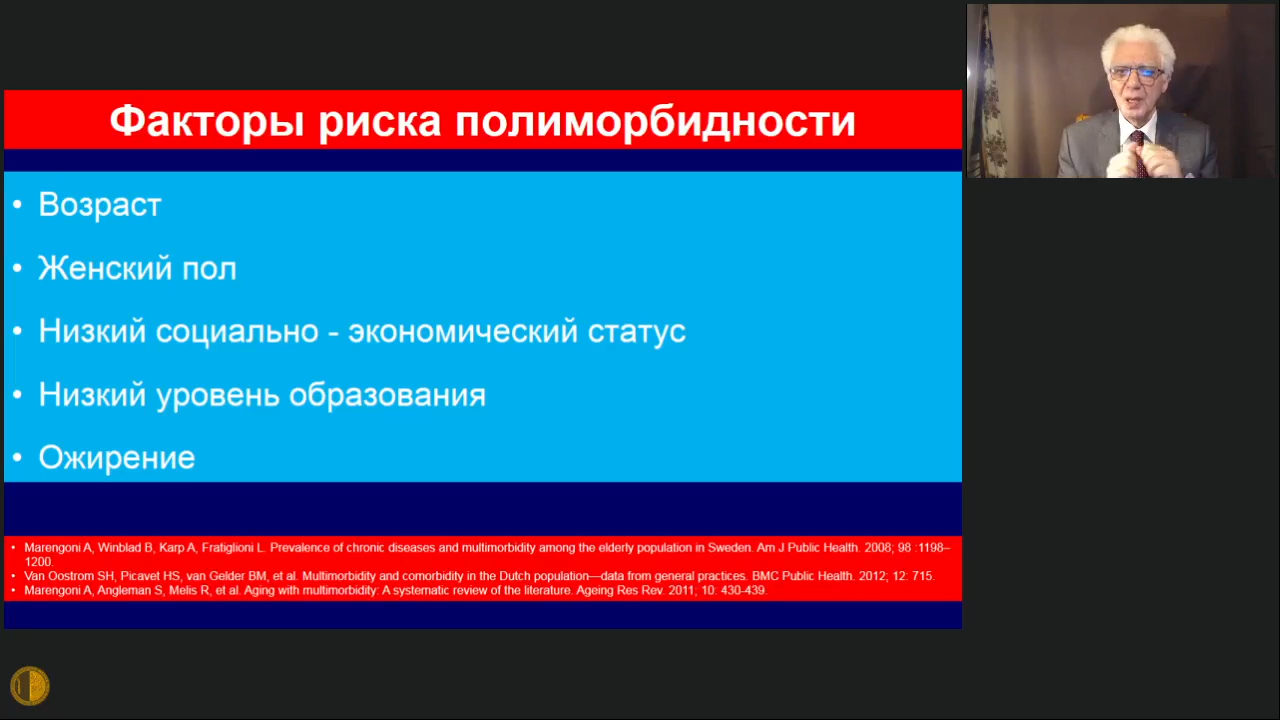 Факторы риска полиморбидности
• Возраст
• Женский пол
• Низкий социально - экономический статус
• Низкий уровень образования
• Ожирение
• Marengoni A, Winblad B, Karp A, Fratiglioni L. Prevalence of chronic diseases and multimorbidity among the elderly population in Sweden. Am J Public Health. 2008; 98 :1198–
1200.
• Van Oostrom SH, Picavet HS, van Gelder BM, et al. Multimorbidity and comorbidity in the Dutch population—data from general practices. BMC Public Health. 2012; 12: 715.
• Marengoni A, Angleman S, Melis R, et al. Aging with multimorbidity: A systematic review of the literature. Ageing Res Rev. 2011; 10: 430-439.